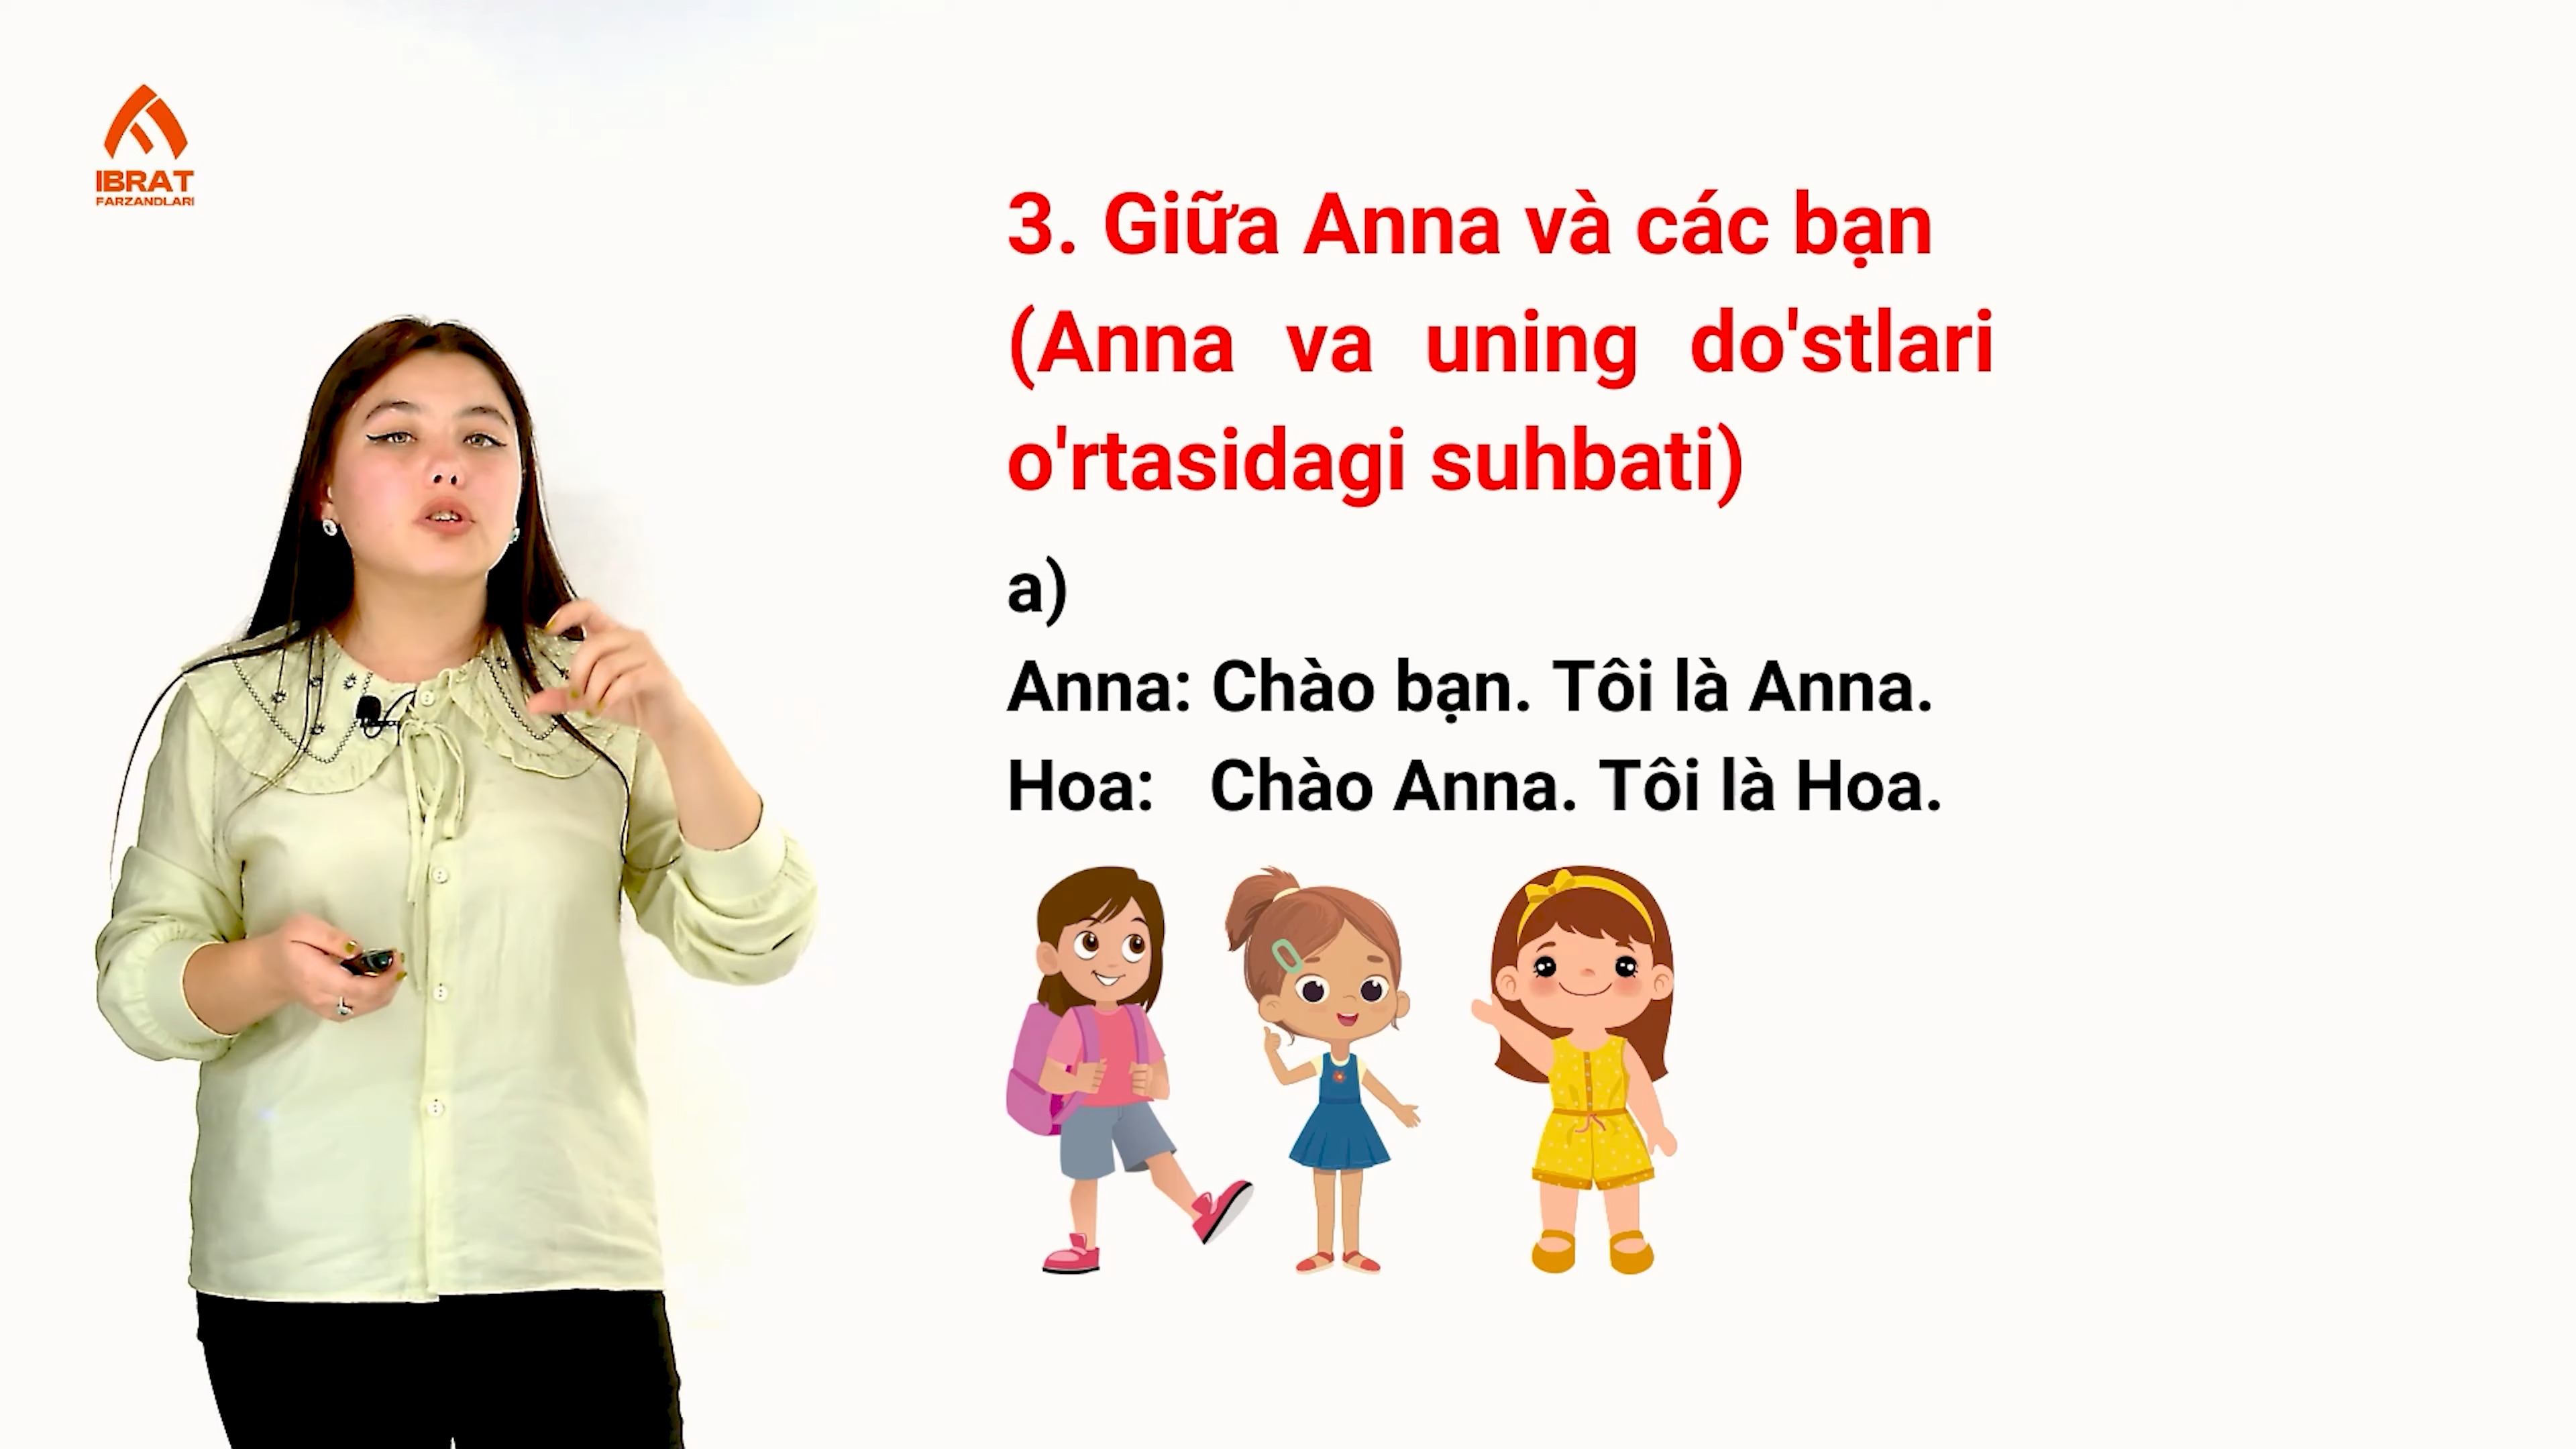 IBRAT
FARZANDLARI
3. Giữa Anna và các bạn
(Anna va uning do'stlari
o'rtasidagi suhbati)
a)
Anna: Chào bạn. Tôi là Anna.
Hoa: Chào Anna. Tôi là Hoa.